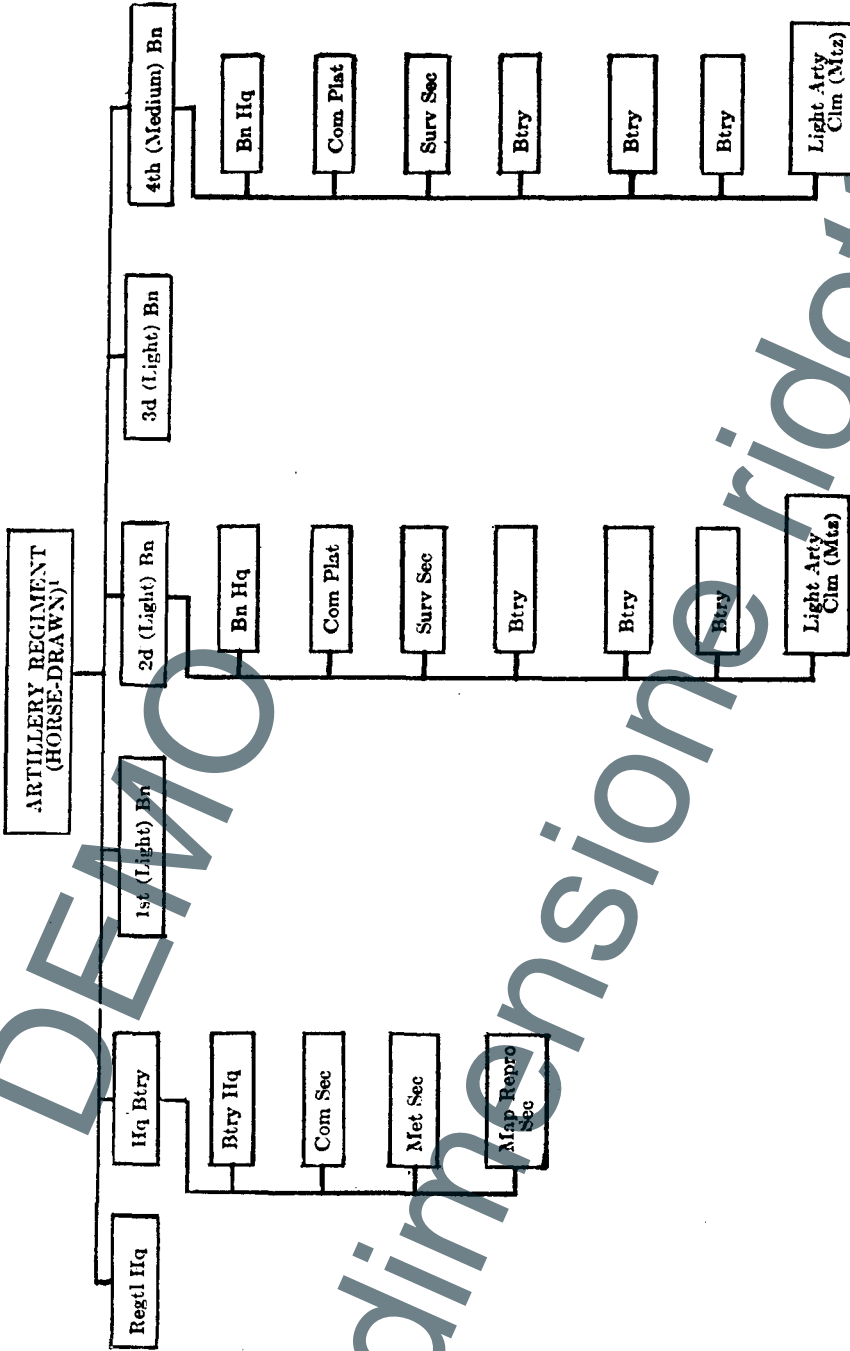 ARTILLERY REGIMENT
(HORSE-DRAWN)¹
Regtl Hq
Hq Btry
Btry Hq
Com Sec
Met Sec
Map Repro
Sec
1st (Light) Bn
2d (Light) Bn
Bn Hq
Com Plat
Surv Sec
Btry
Btry
Btry
Light Arty
Clm (Mtz)
3d (Light) Bn
4th (Medium) Bn
Bn Hq
Com Plat
Surv Sec
Btry
Btry
Btry
Light Arty
Clm (Mtz)
DEMO
dimensione